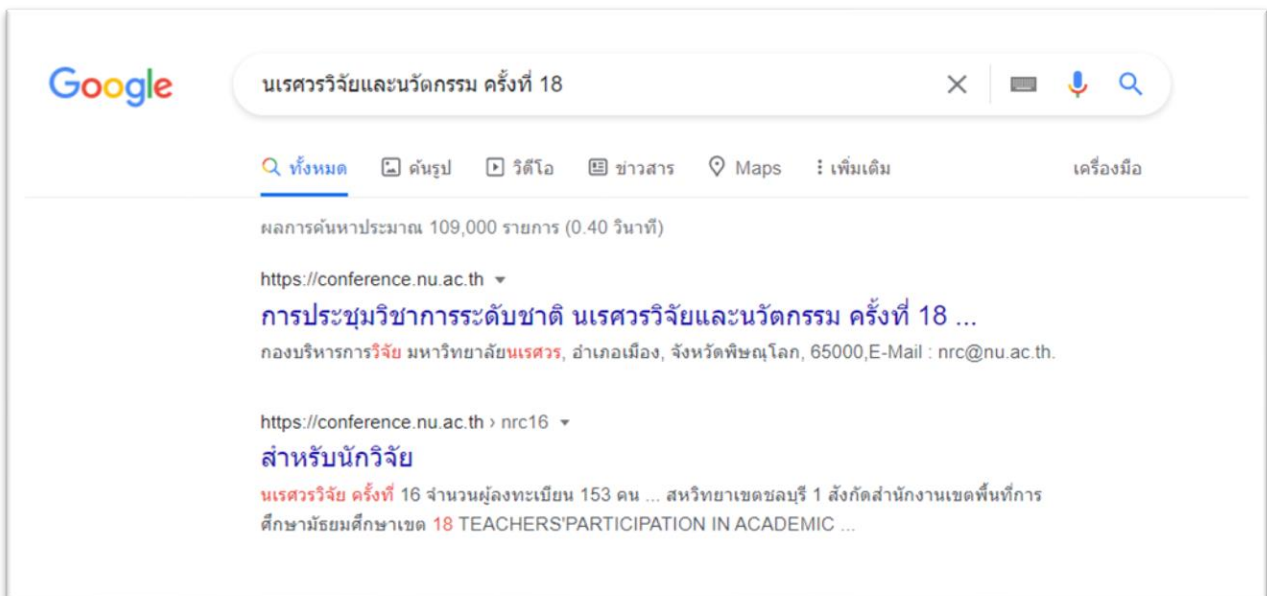 Google
นเรศวรวิจัยและนวัตกรรม ครั้งที่ 18
ทั้งหมด ค้นรูป วิดีโอ ข่าวสาร Maps เพิ่มเติม เครื่องมือ
ผลการค้นหาประมาณ 109,000 รายการ (0.40 วินาที)
https://conference.nu.ac.th
การประชุมวิชาการระดับชาติ นเรศวรวิจัยและนวัตกรรม ครั้งที่ 18 ...
กองบริหารการวิจัย มหาวิทยาลัยนเรศวร, อำเภอเมือง, จังหวัดพิษณุโลก, 65000,E-Mail : nrc@nu.ac.th.
https://conference.nu.ac.th › nrc16
สำหรับนักวิจัย
นเรศวรวิจัย ครั้งที่ 16 จำนวนผู้ลงทะเบียน 153 คน ... สหวิทยาเขตชลบุรี 1 สังกัดสำนักงานเขตพื้นที่การ
ศึกษามัธยมศึกษาเขต 18 TEACHERS'PARTICIPATION IN ACADEMIC ...